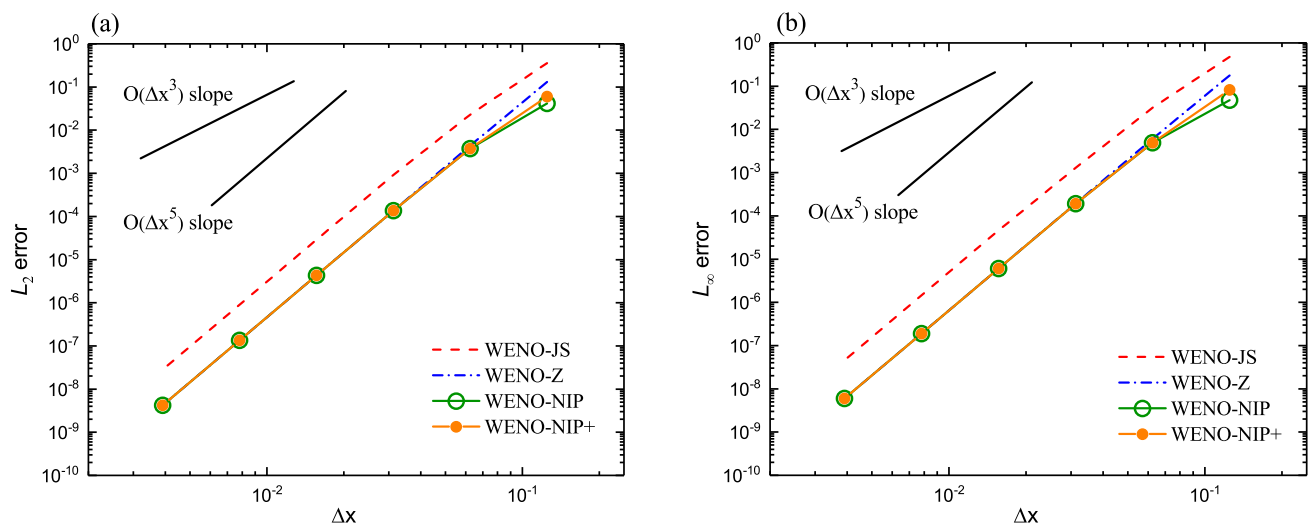 (a)
10^0
10^-1
10^-2
10^-3
10^-4
10^-5
10^-6
10^-7
10^-8
10^-9
10^-10
L_2 error
O(Δx^3) slope
O(Δx^5) slope
WENO-JS
WENO-Z
WENO-NIP
WENO-NIP+
10^-2
10^-1
Δx
(b)
10^0
10^-1
10^-2
10^-3
10^-4
10^-5
10^-6
10^-7
10^-8
10^-9
10^-10
L_∞ error
O(Δx^3) slope
O(Δx^5) slope
WENO-JS
WENO-Z
WENO-NIP
WENO-NIP+
10^-2
10^-1
Δx